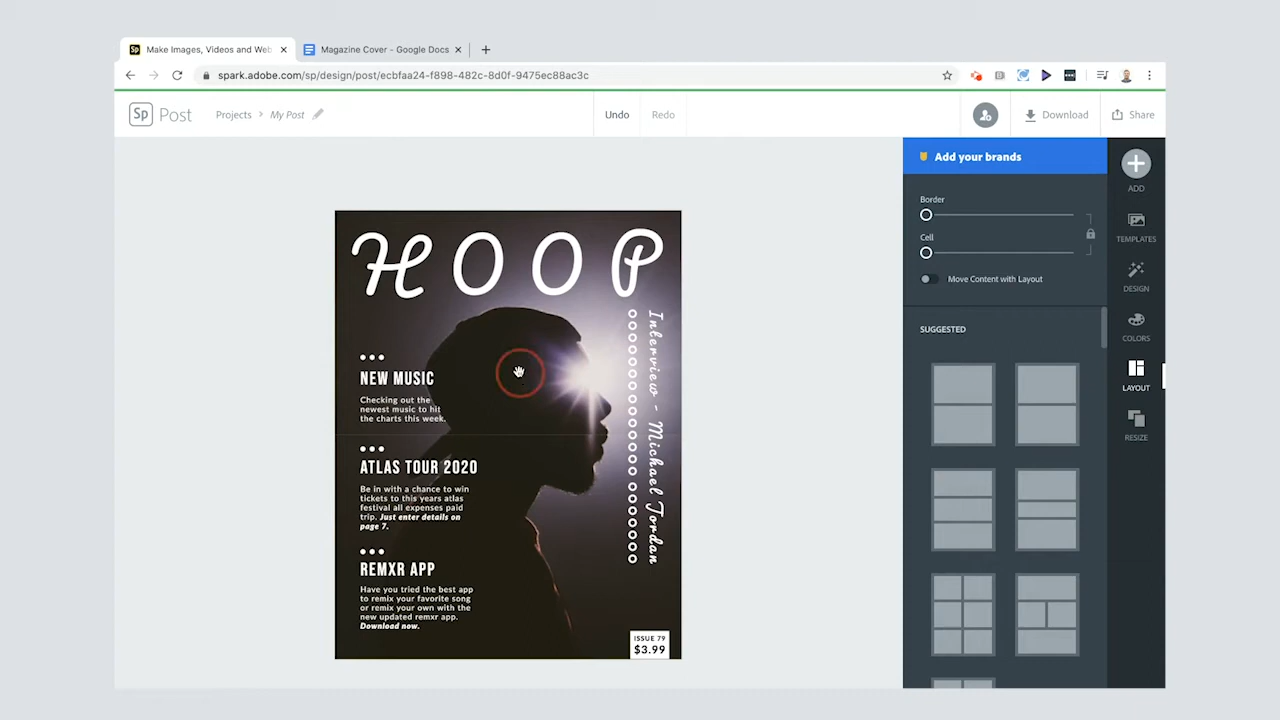 Sp Make Images, Videos and Web
Magazine Cover - Google Docs
spark.adobe.com/sp/design/post/ecbfaa24-f898-482c-8d0f-9475ec88ac3c
Sp Post
Projects > My Post
Undo
Redo
Download
Share
HOOP
Interview - Michael Tordan
NEW MUSIC
Checking out the
newest music to hit
the charts this week.
ATLAS TOUR 2020
Be in with a chance to win
tickets to this years atlas
festival all expenses paid
trip. Just enter details on
page 7.
REMXR APP
Have you tried the best app
to remix your favorite song
or remix your own with the
new updated remxr app.
Download now.
ISSUE 79
$3.99
Add your brands
Border
Cell
Move Content with Layout
SUGGESTED
ADD
TEMPLATES
DESIGN
COLORS
LAYOUT
RESIZE